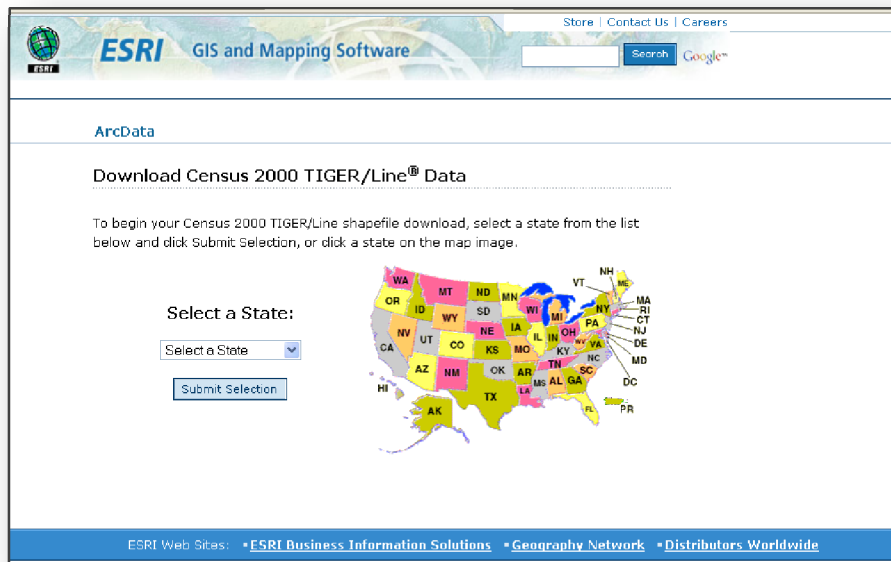 Store | Contact Us | Careers
ESRI GIS and Mapping Software
Search Google™
ESRI
ArcData
Download Census 2000 TIGER/Line® Data
To begin your Census 2000 TIGER/Line shapefile download, select a state from the list
below and click Submit Selection, or click a state on the map image.
Select a State:
Select a State
Submit Selection
WA MT ND MN VT NH ME
OR ID WY SD WI MI NY MA
RI
CT
NV UT CO NE IA IL IN OH PA NJ
CA KS MO KY WV VA DE
MD
AZ NM OK AR TN NC DC
HI TX LA MS AL GA SC
AK FL PR
ESRI Web Sites: ▪ESRI Business Information Solutions ▪Geography Network ▪Distributors Worldwide